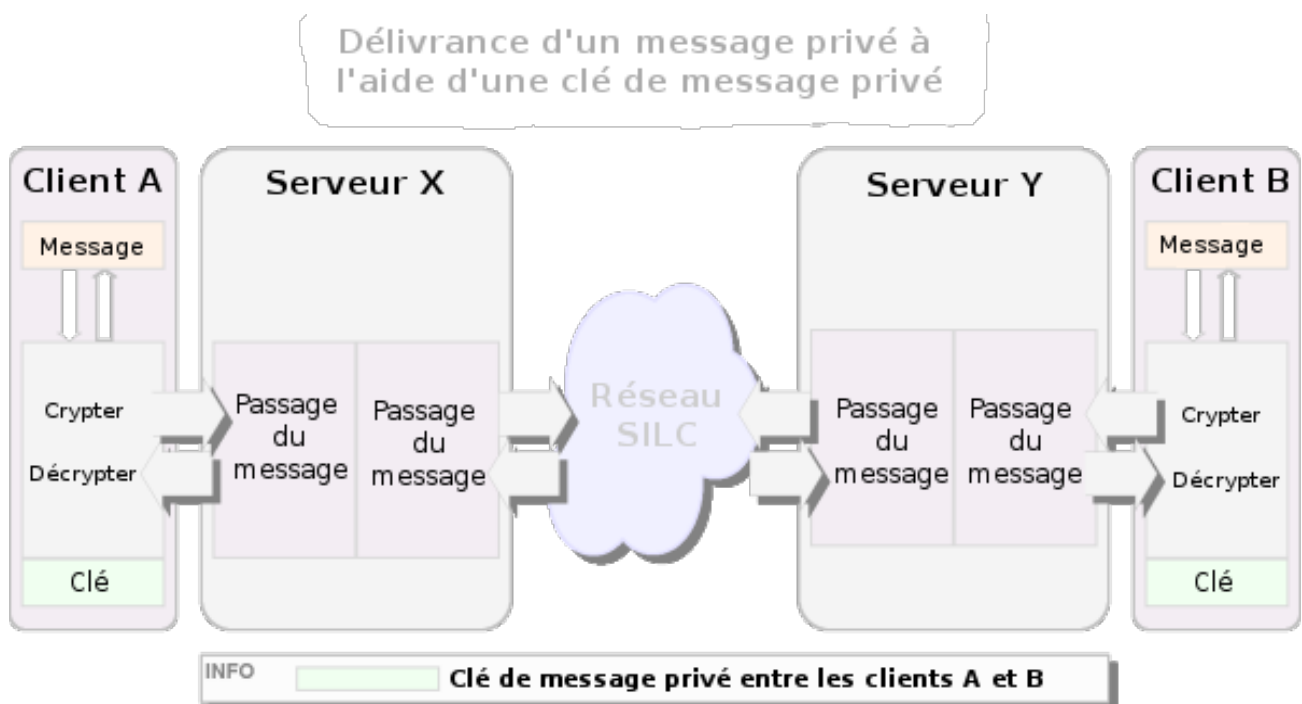 Délivrance d'un message privé à
l'aide d'une clé de message privé
Client A
Message
Crypter
Décrypter
Clé
Serveur X
Passage
du
message
Passage
du
message
Réseau
SILC
Serveur Y
Passage
du
message
Passage
du
message
Client B
Message
Crypter
Décrypter
Clé
INFO
Clé de message privé entre les clients A et B